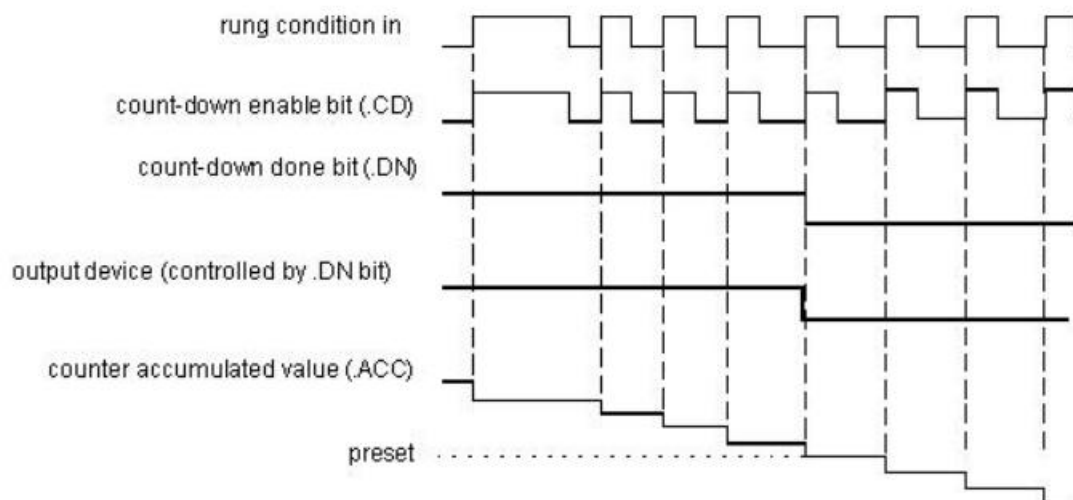 rung condition in
count-down enable bit (.CD)
count-down done bit (.DN)
output device (controlled by .DN bit)
counter accumulated value (.ACC)
preset